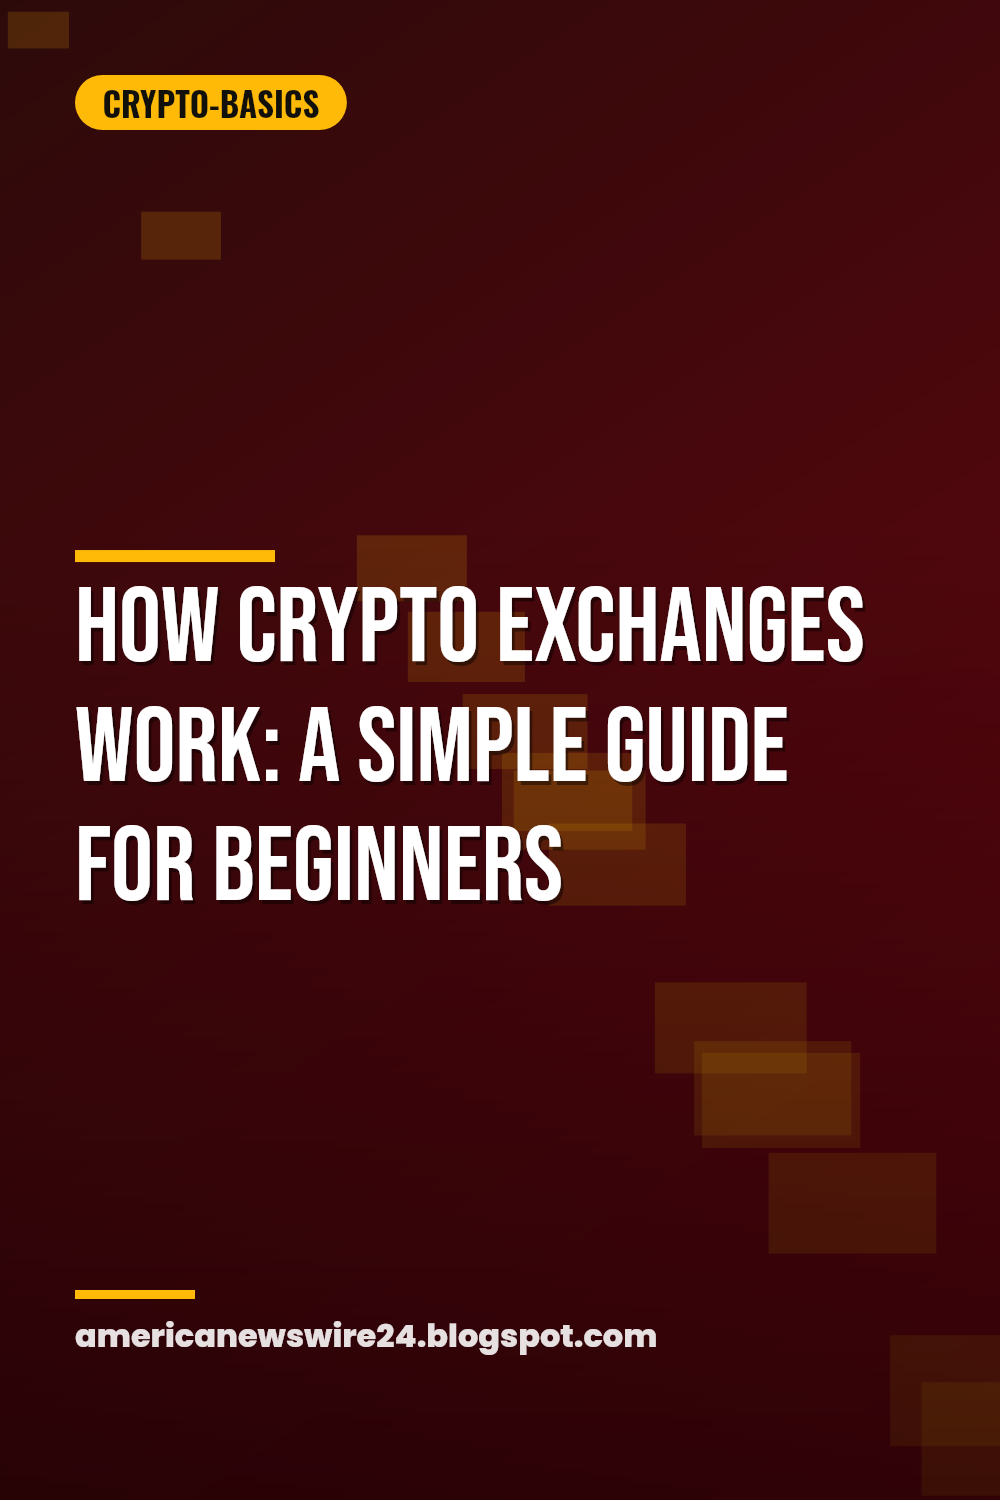 CRYPTO-BASICS
HOW CRYPTO EXCHANGES
WORK: A SIMPLE GUIDE
FOR BEGINNERS
americanewswire24.blogspot.com